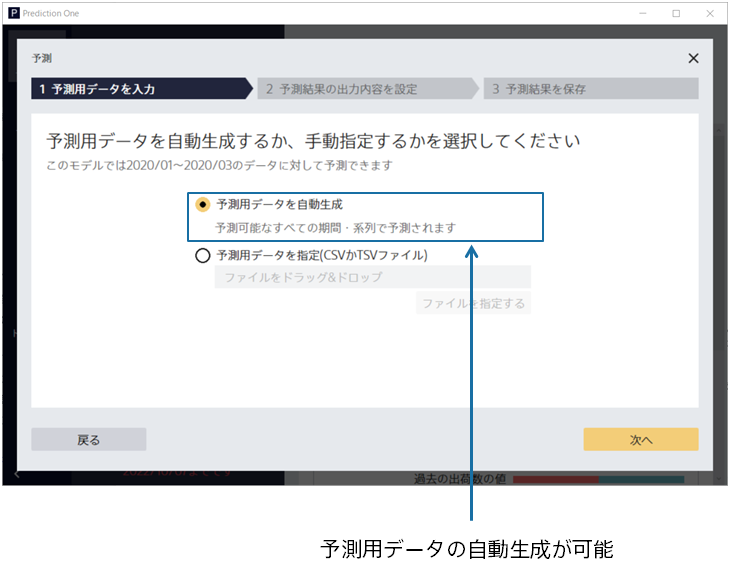 P Prediction One
予測
1 予測用データを入力
2 予測結果の出力内容を設定
3 予測結果を保存
予測用データを自動生成するか、手動指定するかを選択してください
このモデルでは2020/01～2020/03のデータに対して予測できます
予測用データを自動生成
予測可能なすべての期間・系列で予測されます
予測用データを指定(CSVかTSVファイル)
ファイルをドラッグ&ドロップ
ファイルを指定する
戻る
次へ
過去の出荷数の値
予測用データの自動生成が可能